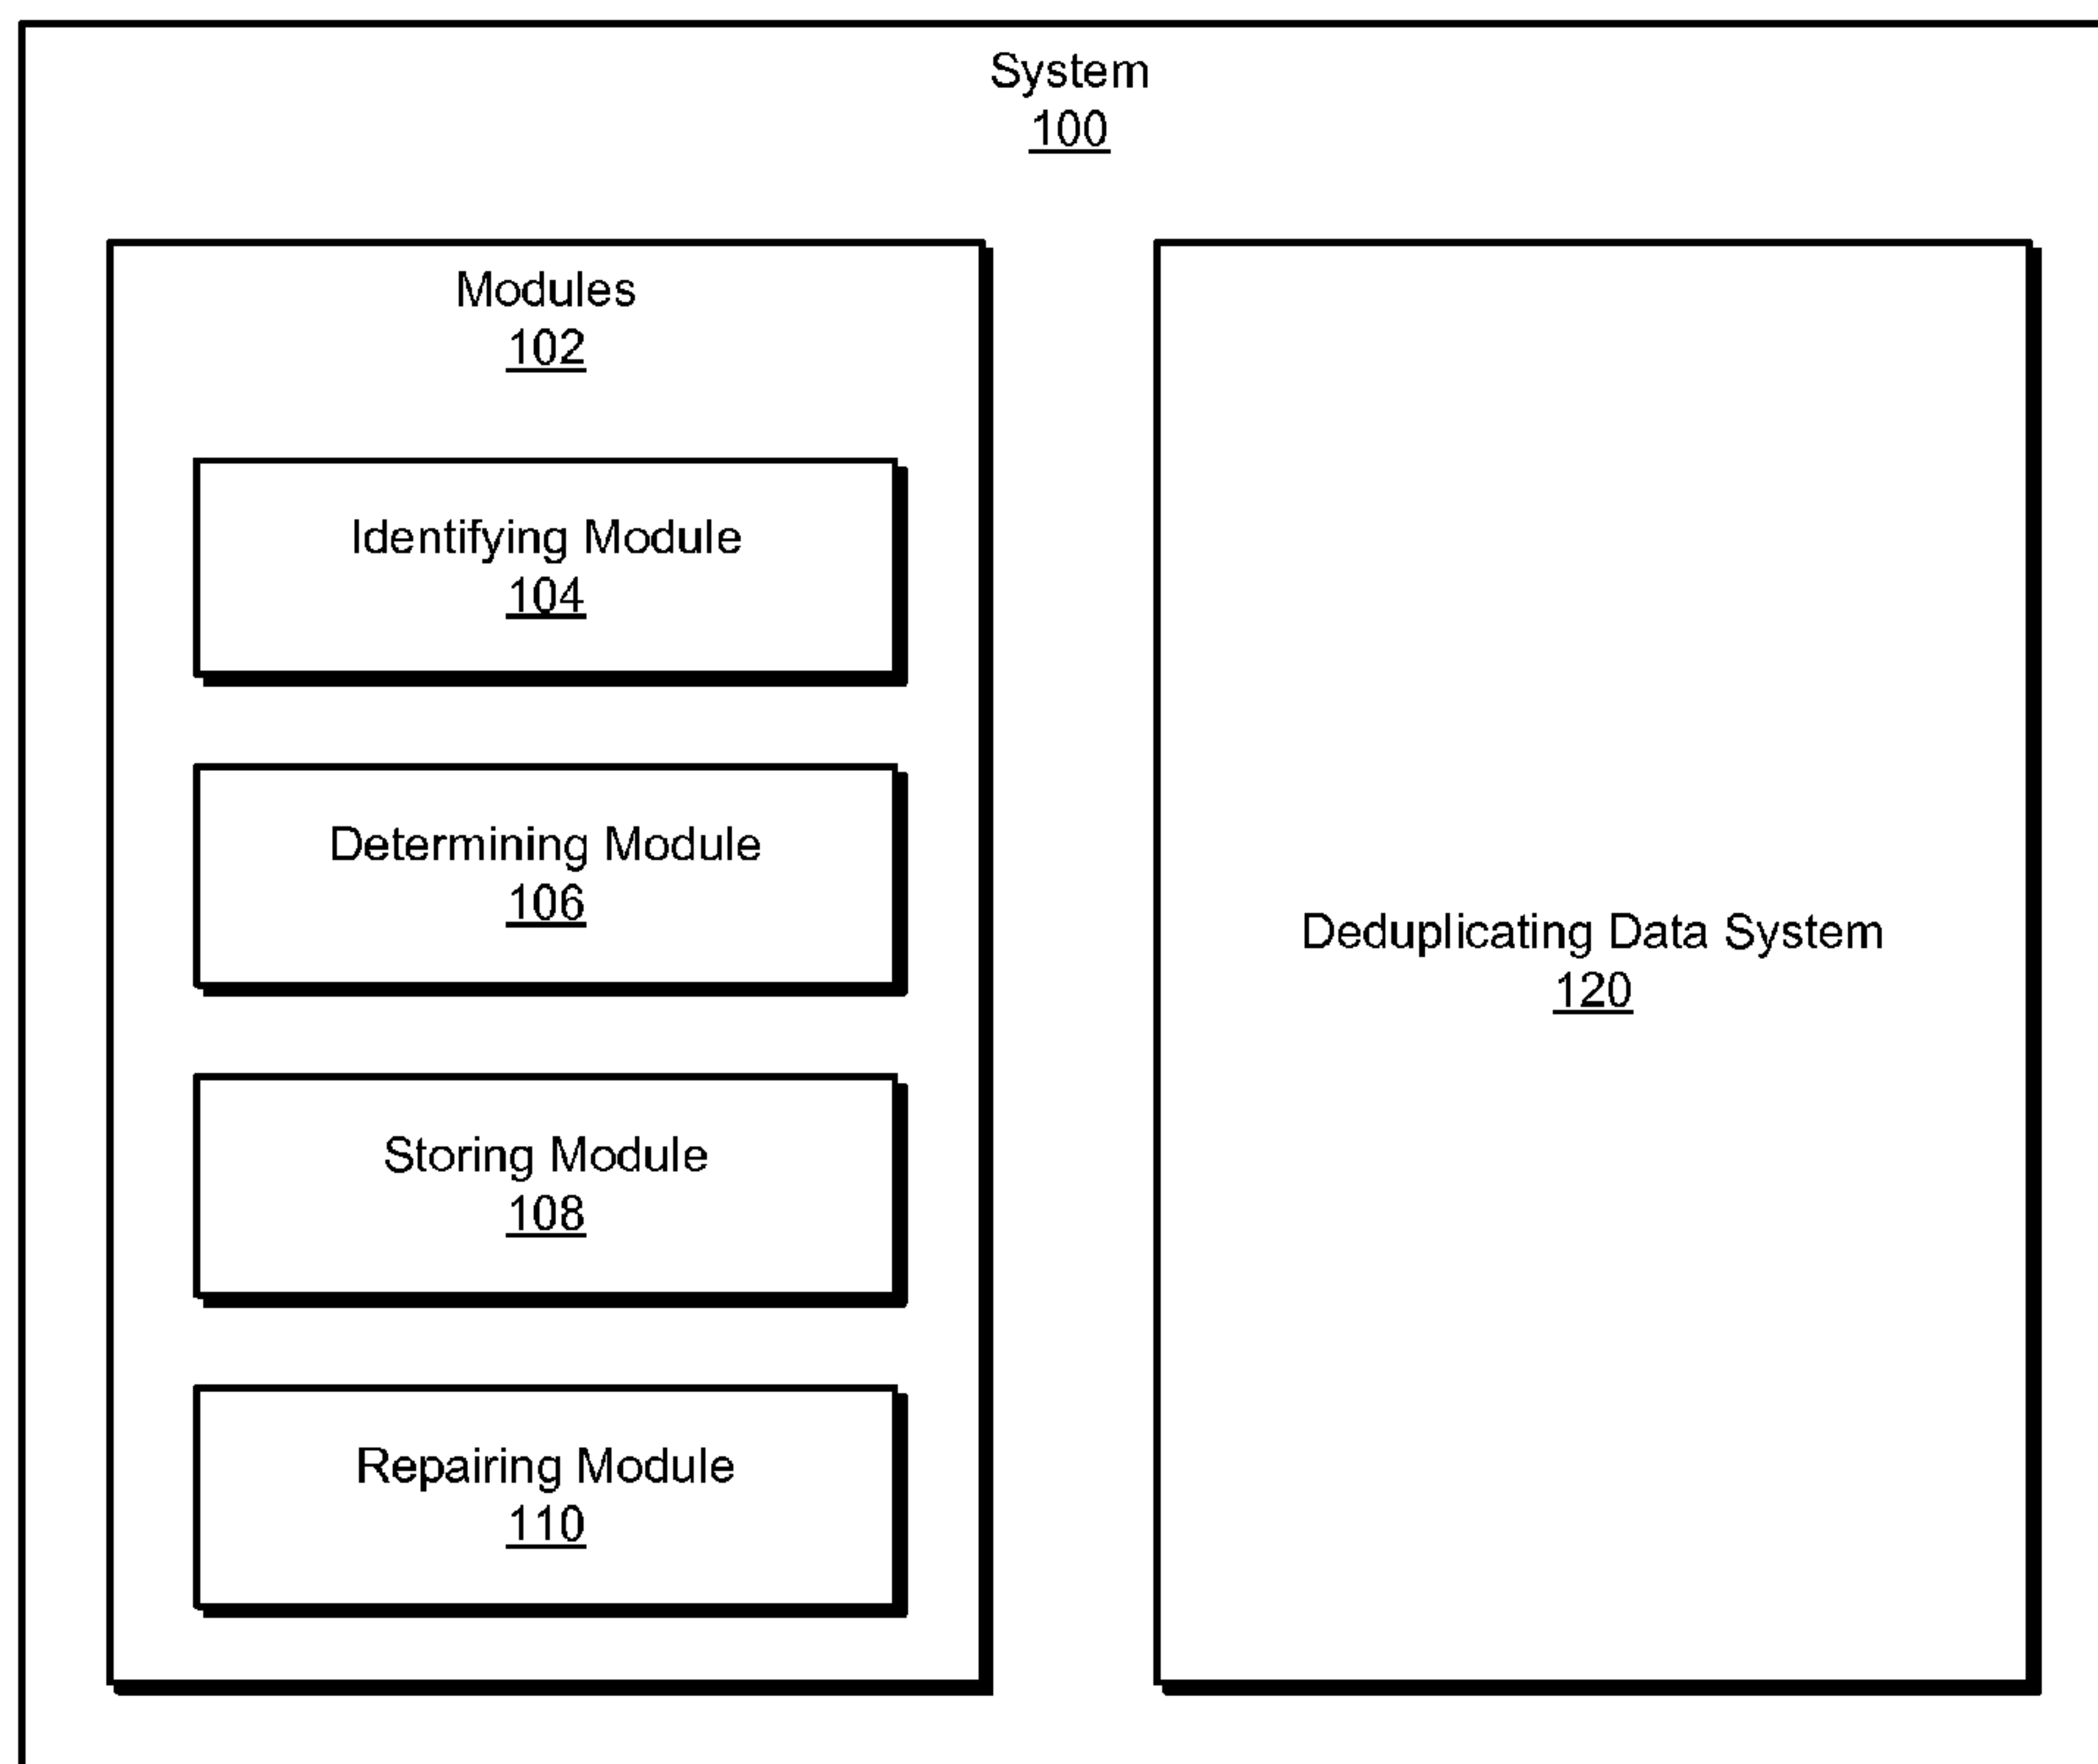 System
100
Modules
102
Identifying Module
104
Determining Module
106
Storing Module
108
Repairing Module
110
Deduplicating Data System
120